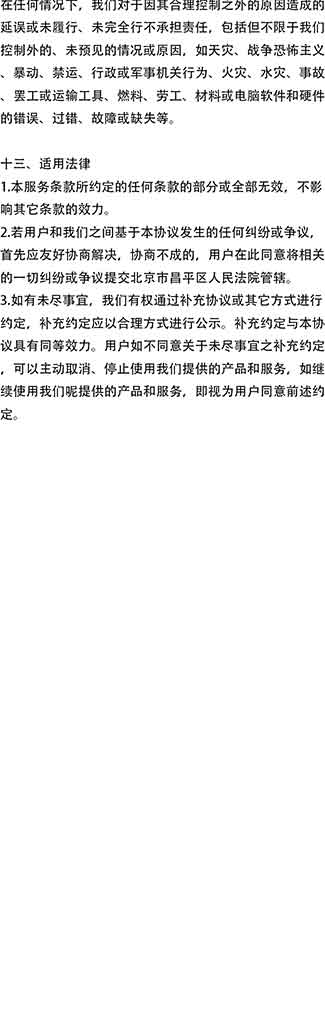 在任何情况下，我们对于因其合理控制之外的原因造成的
延误或未履行、未完全行不承担责任，包括但不限于我们
控制外的、未预见的情况或原因，如天灾、战争恐怖主义
、暴动、禁运、行政或军事机关行为、火灾、水灾、事故
、罢工或运输工具、燃料、劳工、材料或电脑软件和硬件
的错误、过错、故障或缺失等。
十三、适用法律
1.本服务条款所约定的任何条款的部分或全部无效，不影
响其它条款的效力。
2.若用户和我们之间基于本协议发生的任何纠纷或争议，
首先应友好协商解决，协商不成的，用户在此同意将相关
的一切纠纷或争议提交北京市昌平区人民法院管辖。
3.如有未尽事宜，我们有权通过补充协议或其它方式进行
约定，补充约定应以合理方式进行公示。补充约定与本协
议具有同等效力。用户如不同意关于未尽事宜之补充约定
，可以主动取消、停止使用我们提供的产品和服务，如继
续使用我们呢提供的产品和服务，即视为用户同意前述约
定。